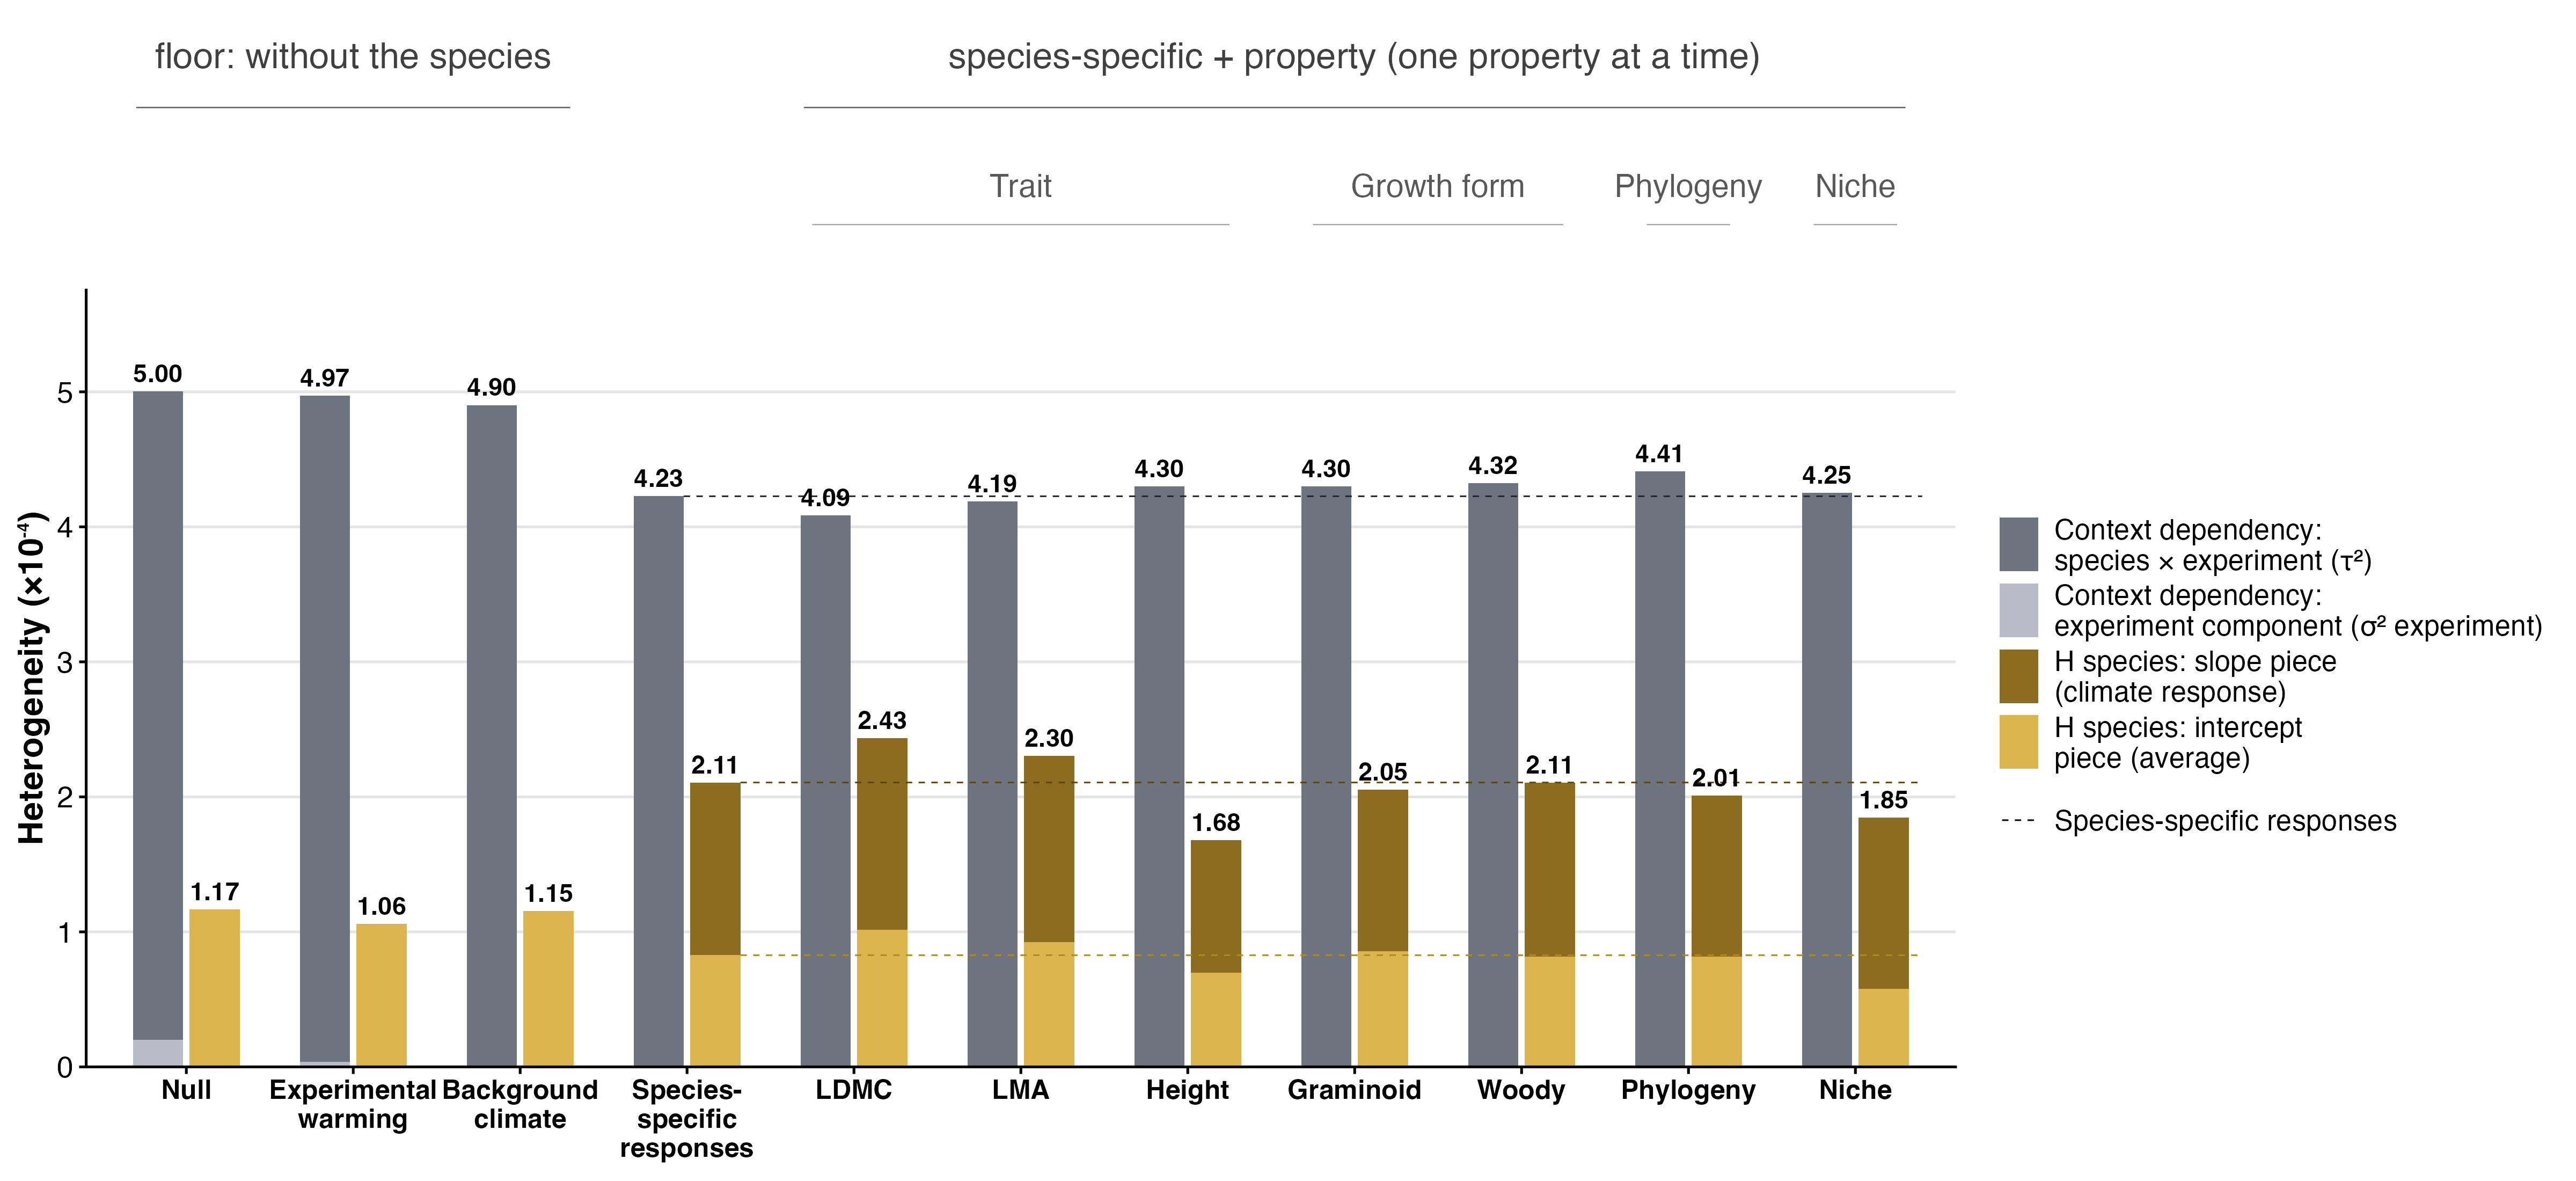 floor: without the species
species-specific + property (one property at a time)
Trait
Growth form
Phylogeny
Niche
Heterogeneity (×10⁻⁴)
5
4
3
2
1
0
5.00
1.17
4.97
1.06
4.90
1.15
4.23
2.11
4.09
2.43
4.19
2.30
4.30
1.68
4.30
2.05
4.32
2.11
4.41
2.01
4.25
1.85
Null
Experimental
warming
Background
climate
Species-
specific
responses
LDMC
LMA
Height
Graminoid
Woody
Phylogeny
Niche
Context dependency:
species × experiment (τ²)
Context dependency:
experiment component (σ² experiment)
H species: slope piece
(climate response)
H species: intercept
piece (average)
Species-specific responses